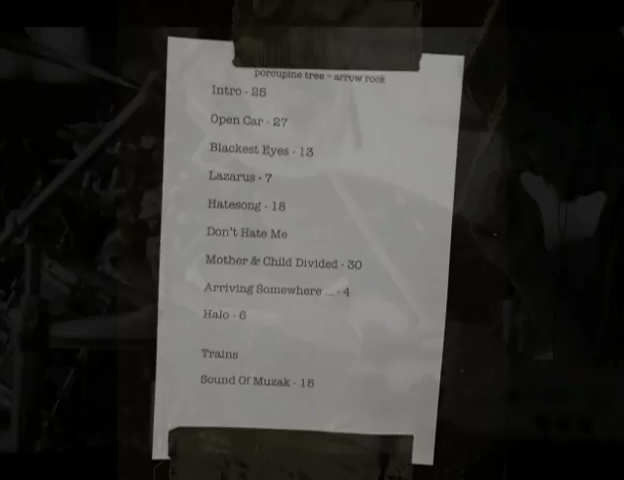 porcupine tree - arrow rock
Intro - 25
Open Car - 27
Blackest Eyes - 13
Lazarus - 7
Hatesong - 18
Don't Hate Me
Mother & Child Divided - 30
Arriving Somewhere ... - 4
Halo - 6
Trains
Sound Of Muzak - 15